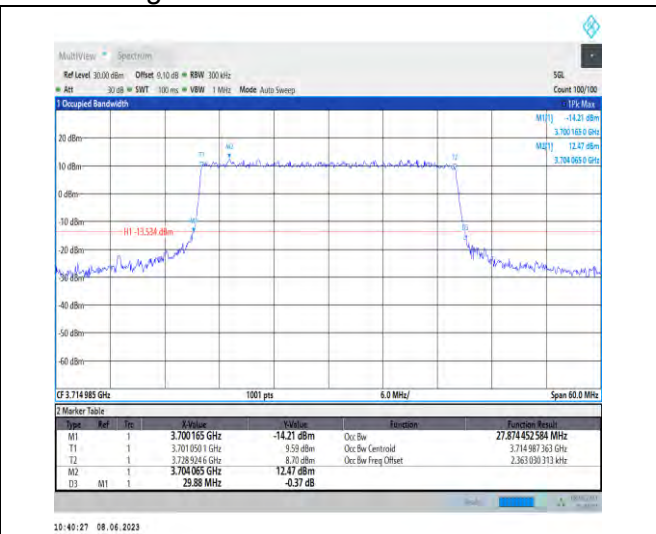 MultiView Spectrum
Ref Level 30.00 dBm Offset 9.10 dB RBW 300 kHz SGL
Att 30 dB SWT 100 ms VBW 1 MHz Mode Auto Sweep Count 100/100
1 Occupied Bandwidth 1Pk Max
M1[1] -14.21 dBm
3.700 165 0 GHz
M2[1] 12.47 dBm
3.704 065 0 GHz
20 dBm
10 dBm
0 dBm
-10 dBm
-20 dBm
-30 dBm
-40 dBm
-50 dBm
-60 dBm
H1 -13.534 dBm
T1
M2
T2
M1
D3
CF 3.714 985 GHz 1001 pts 6.0 MHz/ Span 60.0 MHz
2 Marker Table
Type Ref Trc X-Value Y-Value Function Function Result
M1 1 3.700165 GHz -14.21 dBm Occ Bw 27.874 452 584 MHz
T1 1 3.701 050 1 GHz 9.59 dBm Occ Bw Centroid 3.714 987 363 GHz
T2 1 3.728 924 6 GHz 8.70 dBm Occ Bw Freq Offset 2.363 030 313 kHz
M2 1 3.704 065 GHz 12.47 dBm
D3 M1 1 29.88 MHz -0.37 dB
10:40:27 08.06.2023